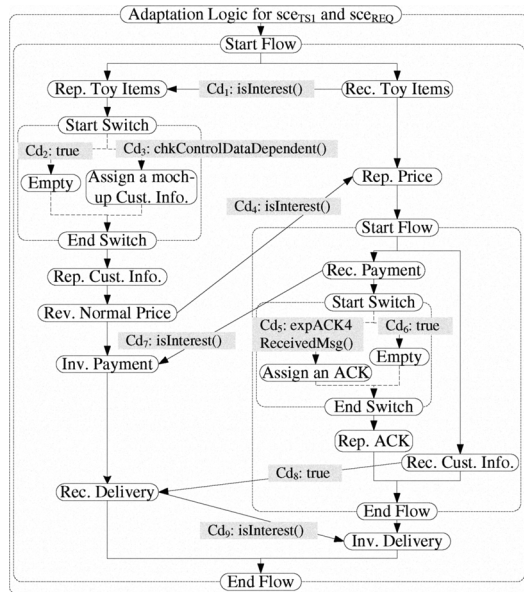 Adaptation Logic for sce_TS1 and sce_REQ
Start Flow
Rep. Toy Items
Cd1: isInterest()
Rec. Toy Items
Start Switch
Cd2: true
Cd3: chkControlDataDependent()
Empty
Assign a moch-
up Cust. Info.
Rep. Price
Cd4: isInterest()
Start Flow
End Switch
Rep. Cust. Info.
Rec. Payment
Start Switch
Rev. Normal Price
Cd5: expACK4
ReceivedMsg()
Cd6: true
Cd7: isInterest()
Empty
Inv. Payment
Assign an ACK
End Switch
Rep. ACK
Rec. Cust. Info.
Cd8: true
Rec. Delivery
End Flow
Cd9: isInterest()
Inv. Delivery
End Flow